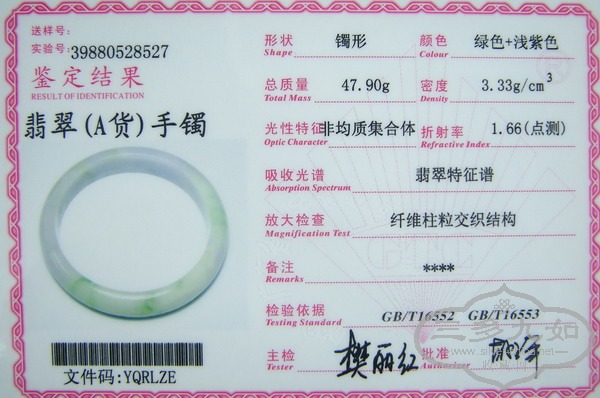 送样号:
实验号:39880528527
鉴定结果
RESULT OF IDENTIFICATION
翡翠(A货)手镯
文件码:YQRLZE
形状 镯形 颜色 绿色+浅紫色
Shape Colour
总质量 47.90g 密度 3.33g/cm³
Total Mass Density
光性特征 非均质集合体 折射率 1.66(点测)
Optic Character Refractive Index
吸收光谱 翡翠特征谱
Absorption Spectrum
放大检查 纤维柱粒交织结构
Magnification Test
备注 ****
Remarks
检验依据 GB/T16552 GB/T16553
Testing Standard
主检 樊丽红 批准
Tester Authorizer
三多九如